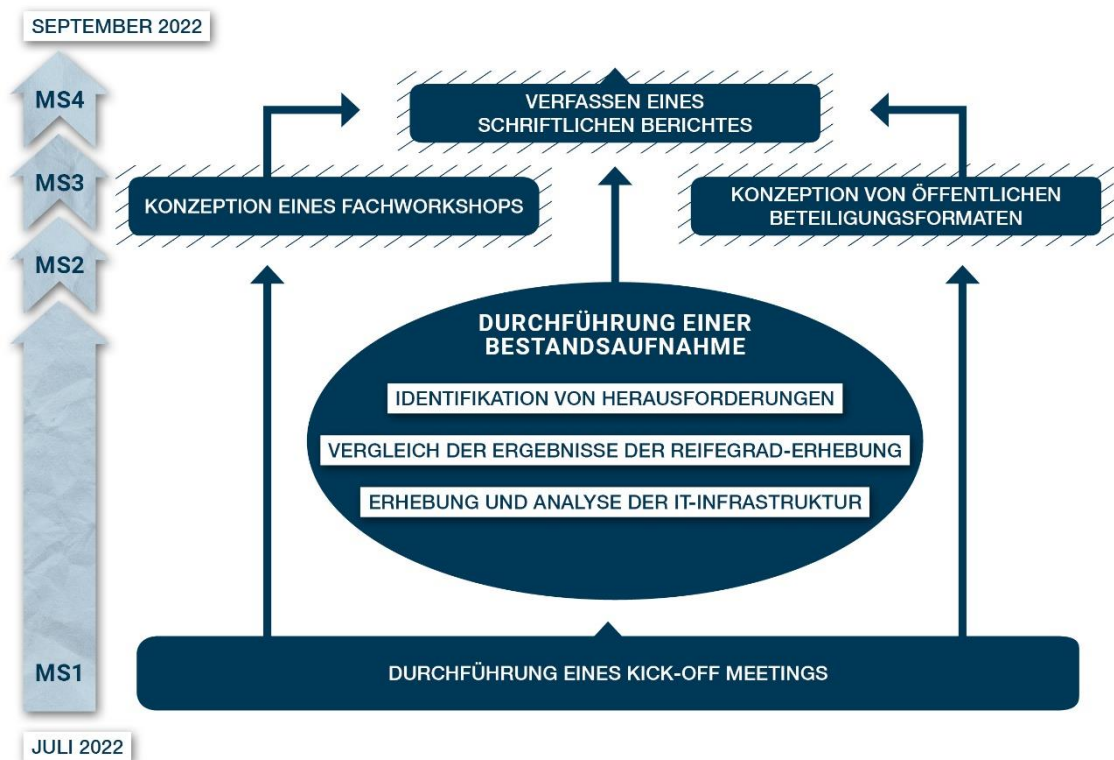 SEPTEMBER 2022
MS4
VERFASSEN EINES
SCHRIFTLICHEN BERICHTES
MS3
KONZEPTION EINES FACHWORKSHOPS
KONZEPTION VON ÖFFENTLICHEN
BETEILIGUNGSFORMATEN
MS2
DURCHFÜHRUNG EINER
BESTANDSAUFNAHME
IDENTIFIKATION VON HERAUSFORDERUNGEN
VERGLEICH DER ERGEBNISSE DER REIFEGRAD-ERHEBUNG
ERHEBUNG UND ANALYSE DER IT-INFRASTRUKTUR
MS1
DURCHFÜHRUNG EINES KICK-OFF MEETINGS
JULI 2022